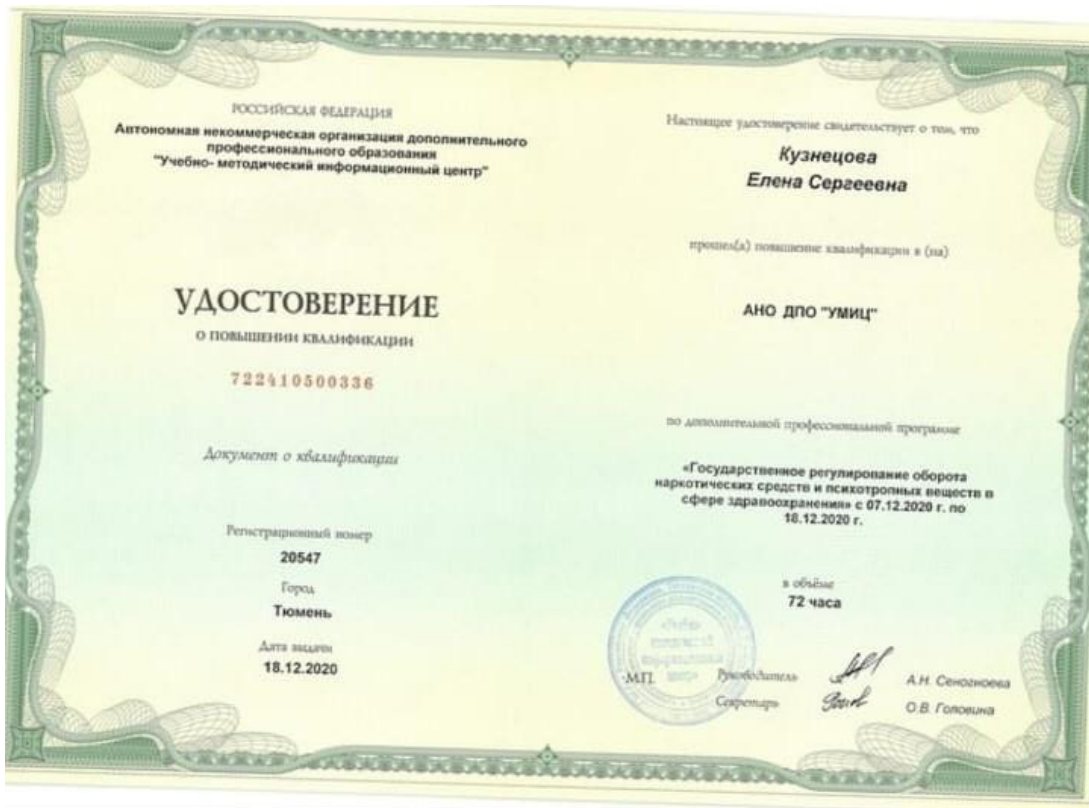 РОССИЙСКАЯ ФЕДЕРАЦИЯ
Автономная некоммерческая организация дополнительного
профессионального образования
"Учебно- методический информационный центр"
УДОСТОВЕРЕНИЕ
О ПОВЫШЕНИИ КВАЛИФИКАЦИИ
722410500336
Документ о квалификации
Регистрационный номер
20547
Город
Тюмень
Дата выдачи
18.12.2020
Настоящее удостоверение свидетельствует о том, что
Кузнецова
Елена Сергеевна
прошел(а) повышение квалификации в (на)
АНО ДПО "УМИЦ"
по дополнительной профессиональной программе
«Государственное регулирование оборота
наркотических средств и психотропных веществ в
сфере здравоохранения» с 07.12.2020 г. по
18.12.2020 г.
в объёме
72 часа
М.П.
Руководитель
А.Н. Сеногноева
Секретарь
О.В. Головина